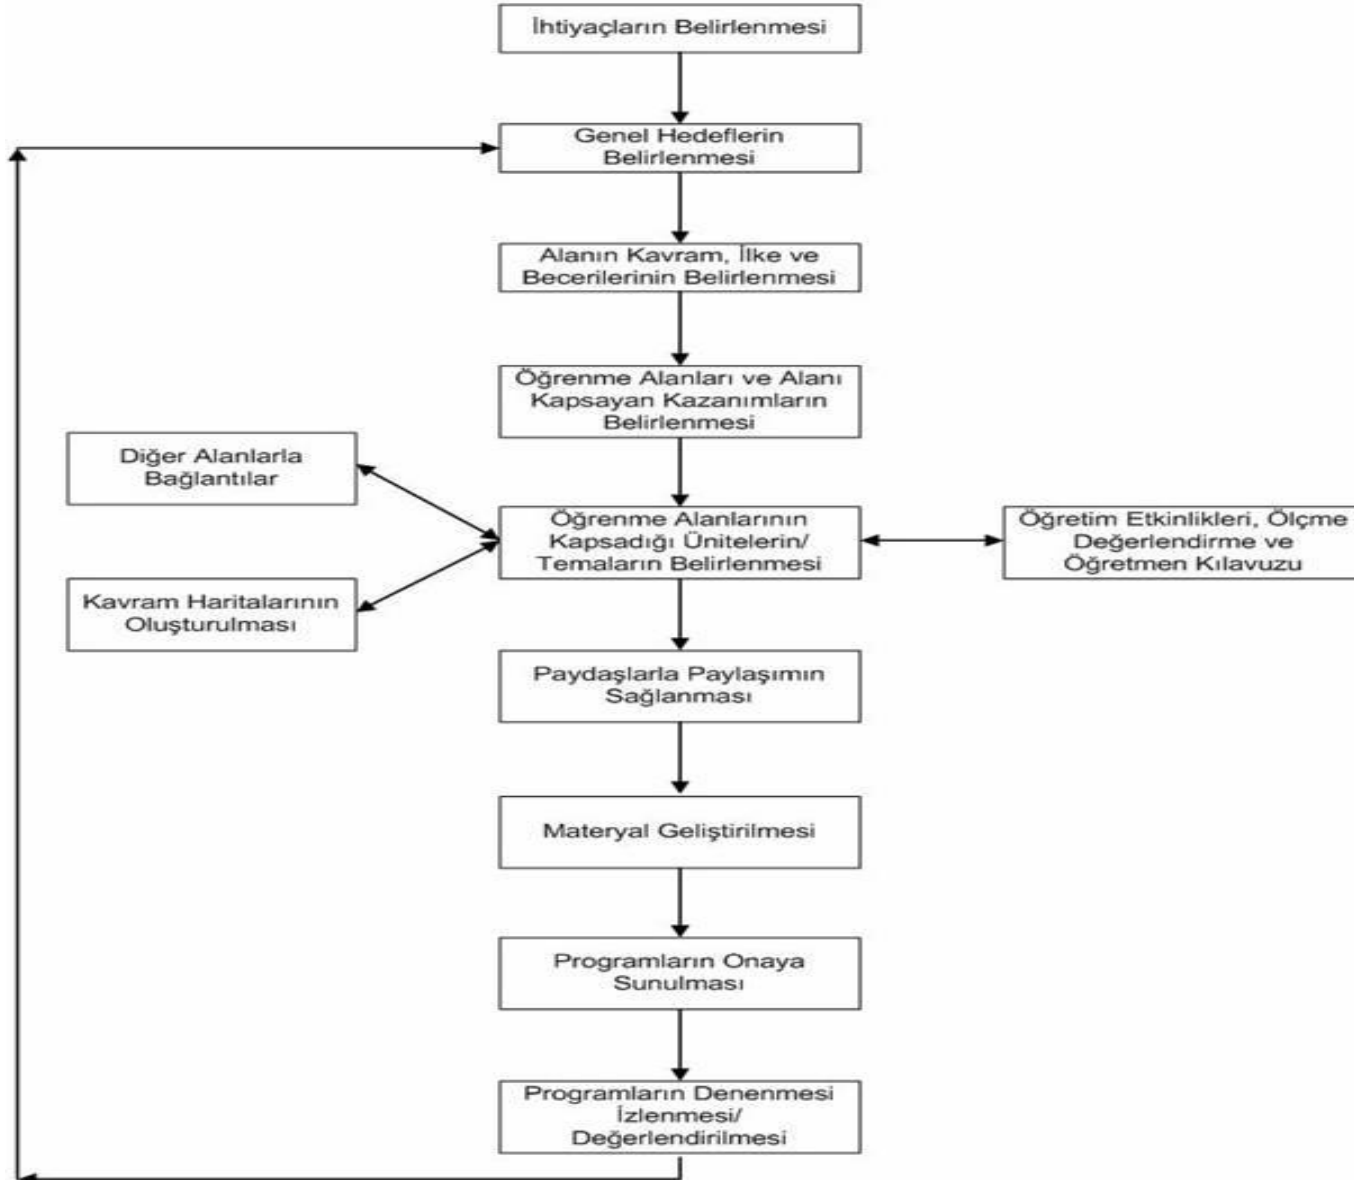 İhtiyaçların Belirlenmesi
Genel Hedeflerin
Belirlenmesi
Alanın Kavram, İlke ve
Becerilerinin Belirlenmesi
Öğrenme Alanları ve Alanı
Kapsayan Kazanımların
Belirlenmesi
Diğer Alanlarla
Bağlantılar
Öğrenme Alanlarının
Kapsadığı Ünitelerin/
Temaların Belirlenmesi
Öğretim Etkinlikleri, Ölçme
Değerlendirme ve
Öğretmen Kılavuzu
Kavram Haritalarının
Oluşturulması
Paydaşlarla Paylaşımın
Sağlanması
Materyal Geliştirilmesi
Programların Onaya
Sunulması
Programların Denenmesi
İzlenmesi/
Değerlendirilmesi